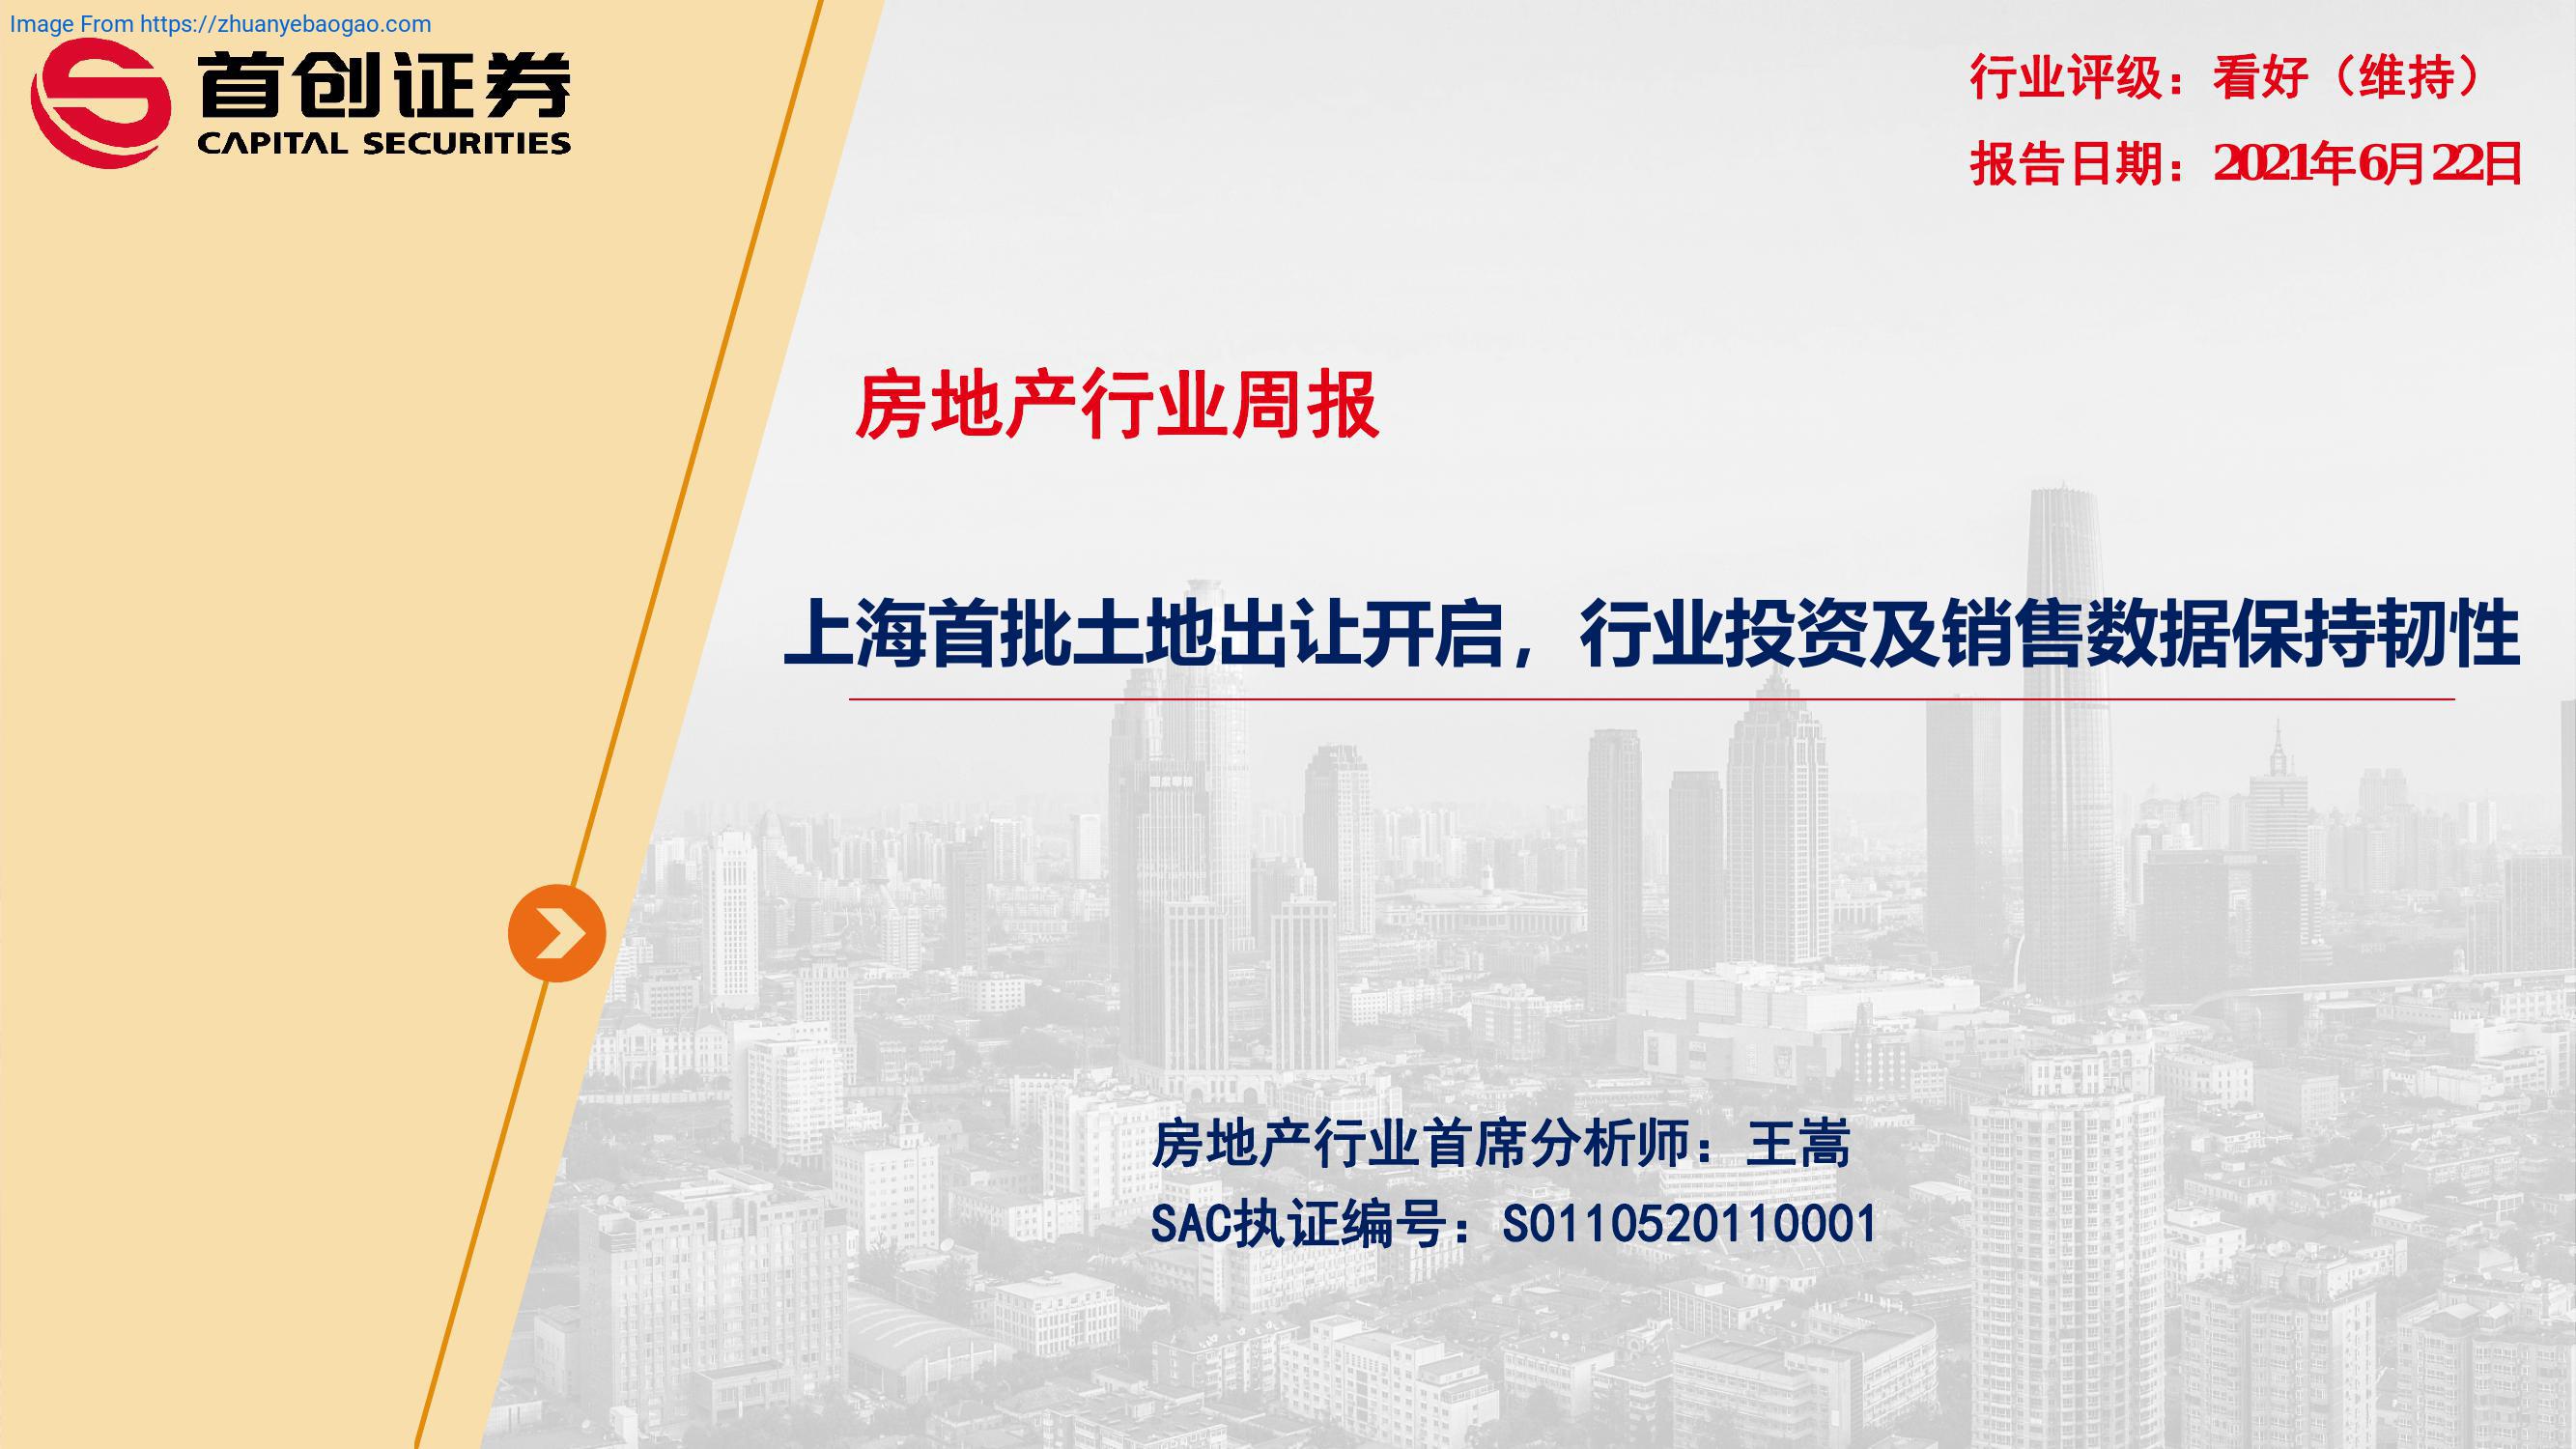 Image From https://zhuanyebaogao.com
首创证券
CAPITAL SECURITIES
行业评级：看好（维持）
报告日期：2021年6月22日
房地产行业周报
上海首批土地出让开启，行业投资及销售数据保持韧性
房地产行业首席分析师：王嵩
SAC执证编号：S0110520110001